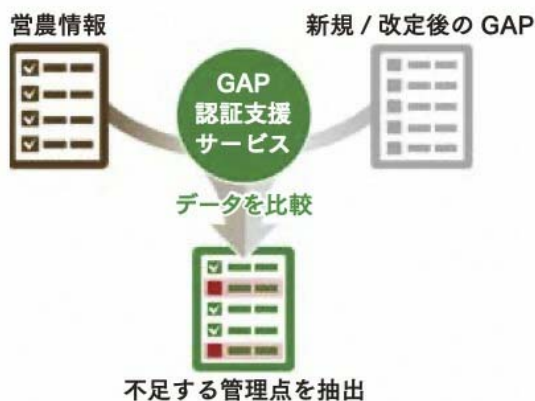 営農情報
新規 / 改定後の GAP
GAP
認証支援
サービス
データを比較
不足する管理点を抽出